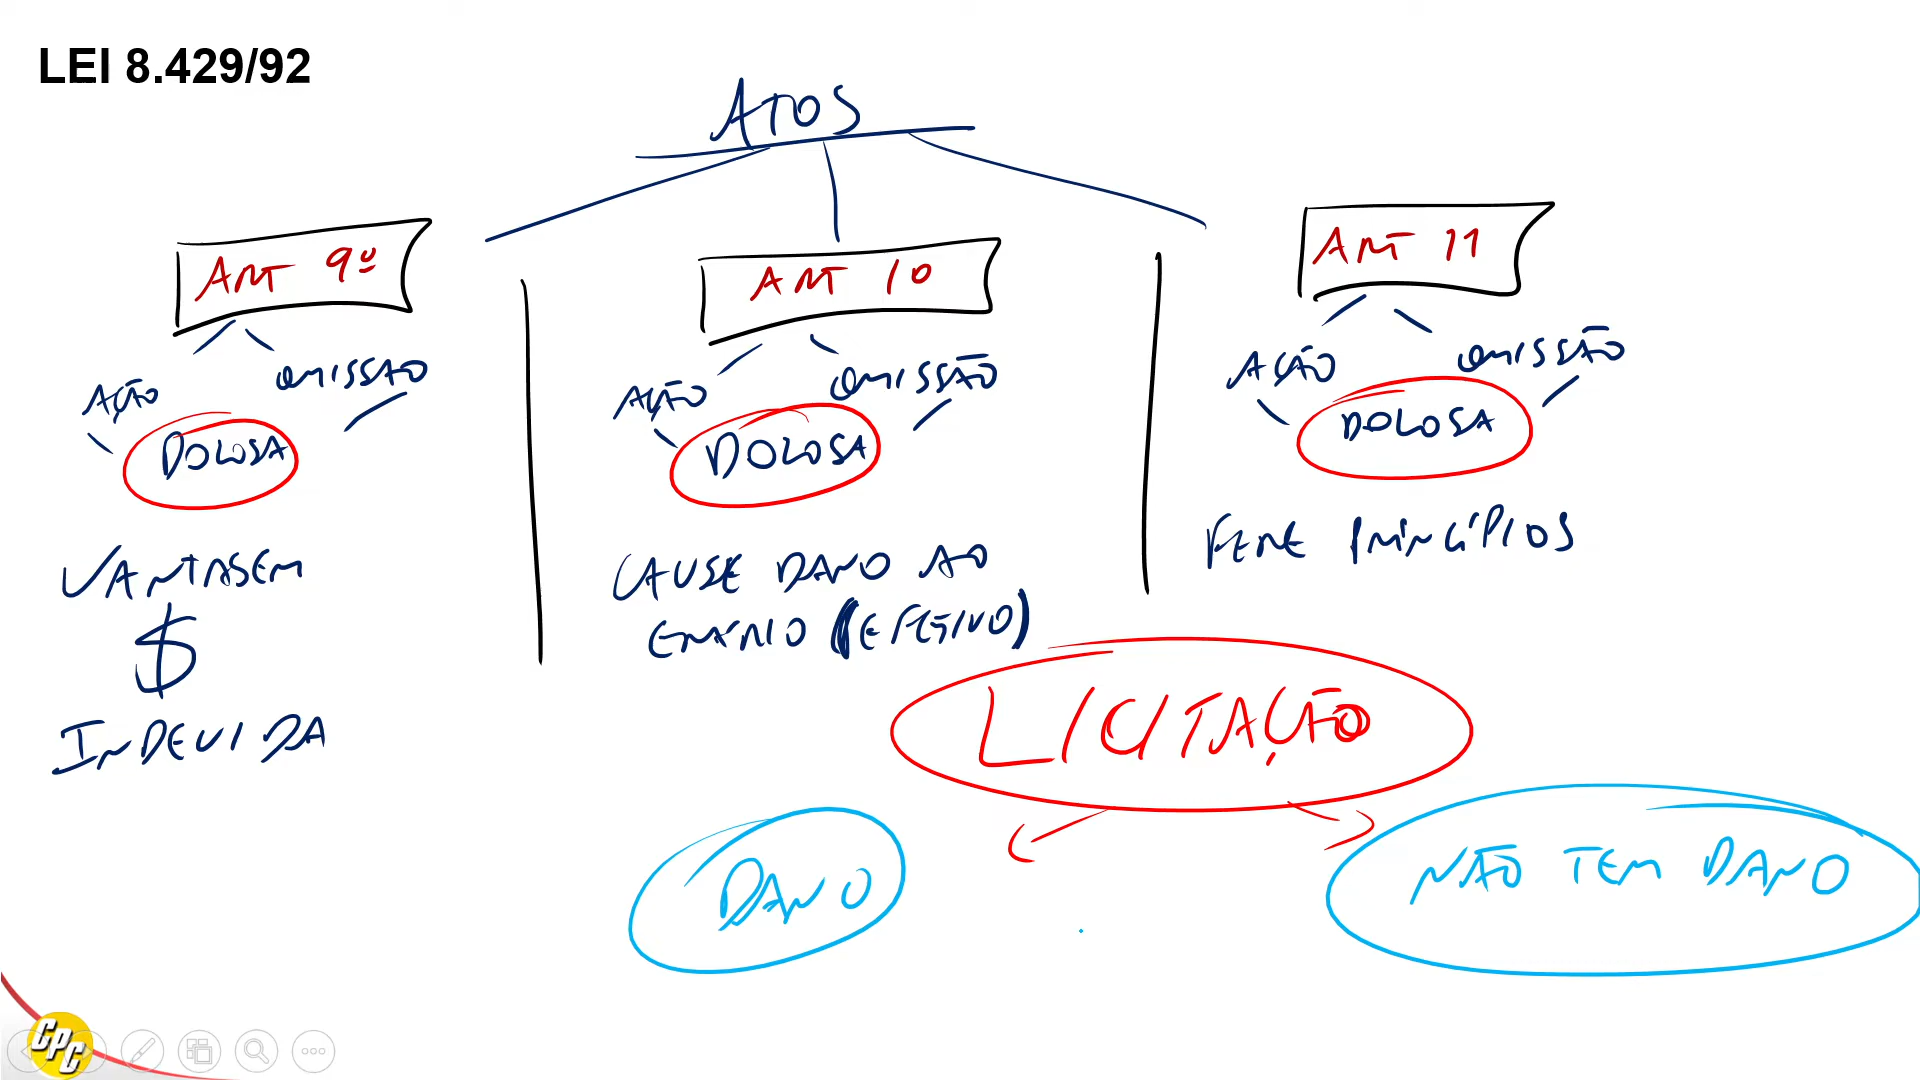 LEI 8.429/92
ATOS
ART 9º
AÇÃO OMISSÃO
DOLOSA
VANTAGEM
$
INDEVIDA
ART 10
AÇÃO OMISSÃO
DOLOSA
CAUSE DANO AO
ERÁRIO (EFETIVO)
ART 11
AÇÃO OMISSÃO
DOLOSA
FERE PRINCÍPIOS
LICITAÇÃO
DANO
NÃO TEM DANO
CPC